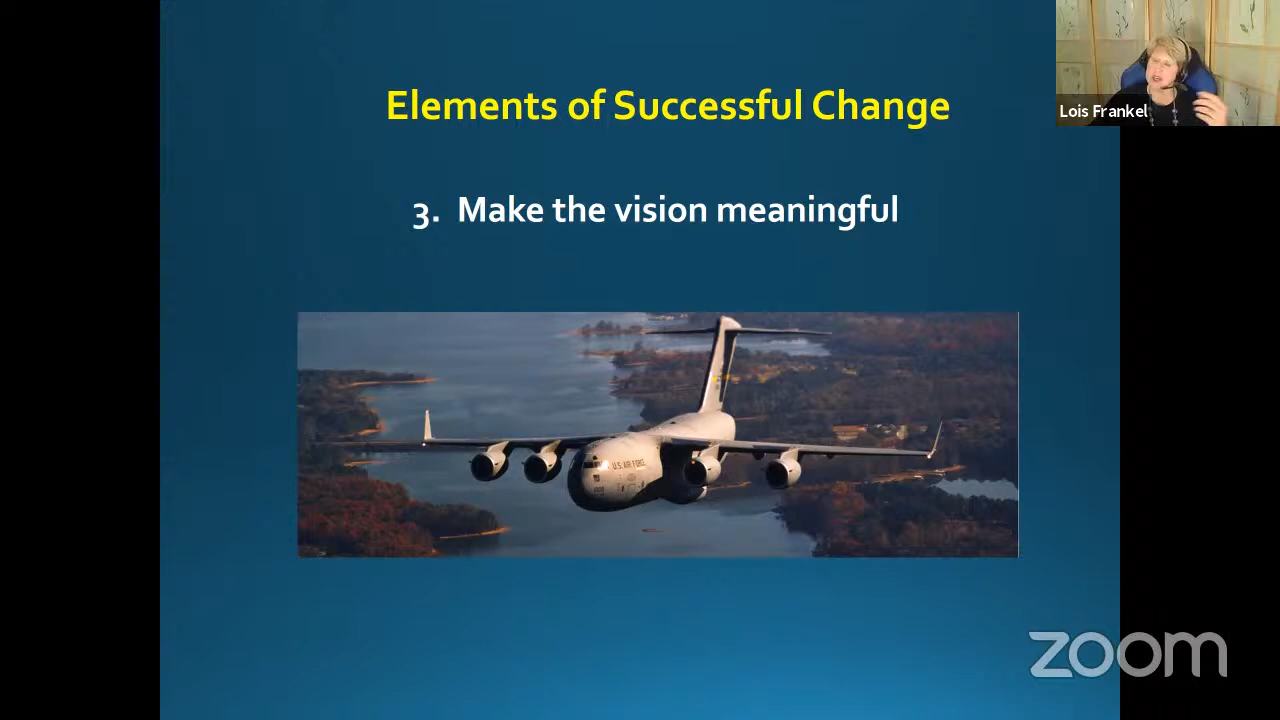 Elements of Successful Change
Lois Frankel
3. Make the vision meaningful
U.S. AIR FORCE
zoom